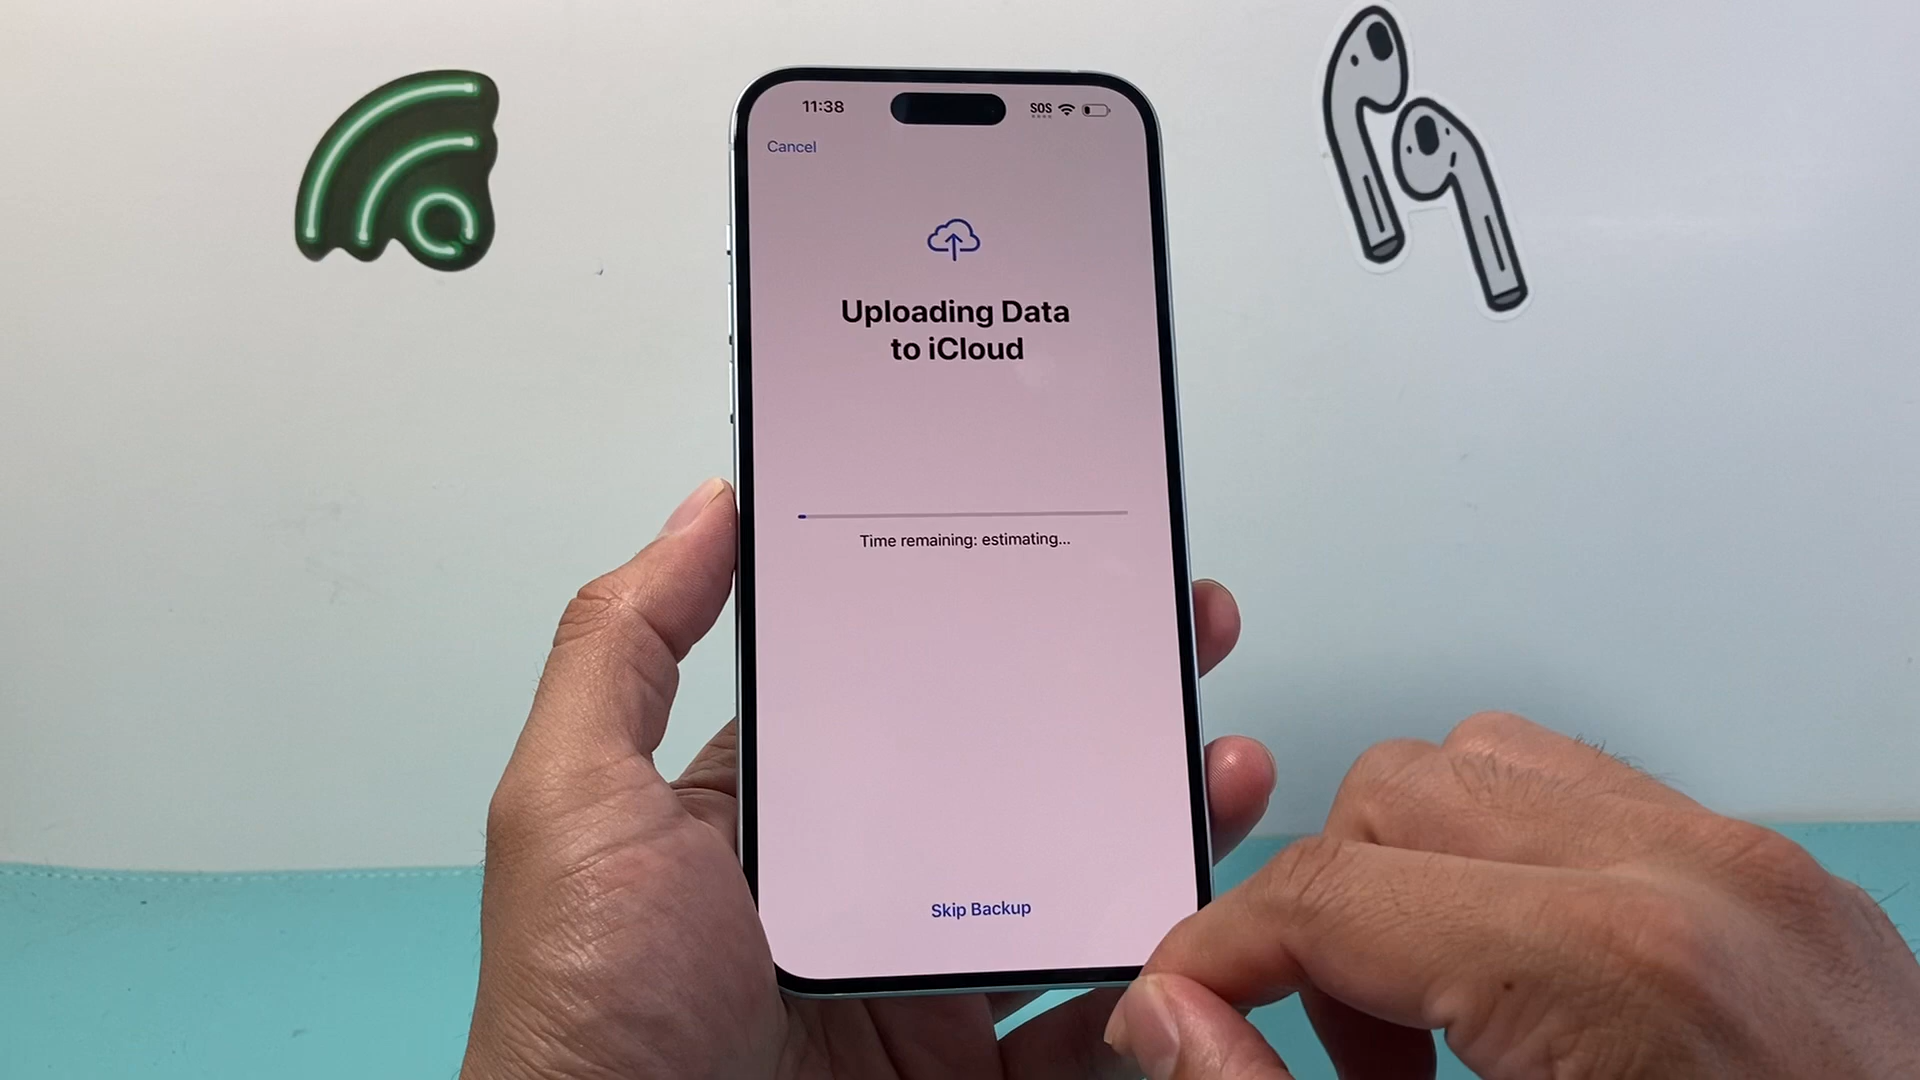 11:38
SOS
Cancel
Uploading Data
to iCloud
Time remaining: estimating...
Skip Backup